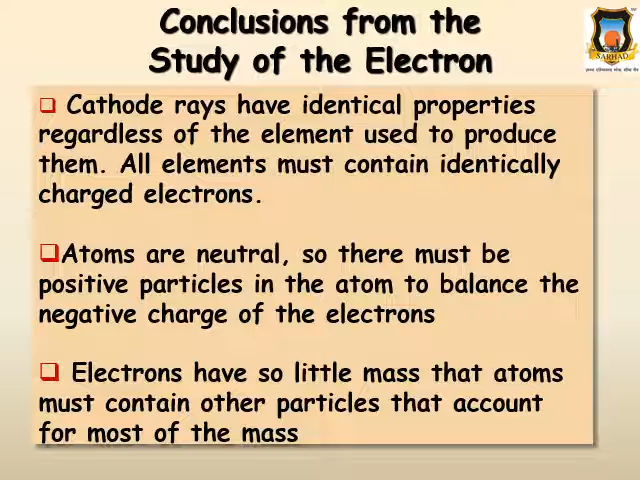 Conclusions from the
Study of the Electron
SARHAD
Cathode rays have identical properties
regardless of the element used to produce
them. All elements must contain identically
charged electrons.
Atoms are neutral, so there must be
positive particles in the atom to balance the
negative charge of the electrons
Electrons have so little mass that atoms
must contain other particles that account
for most of the mass